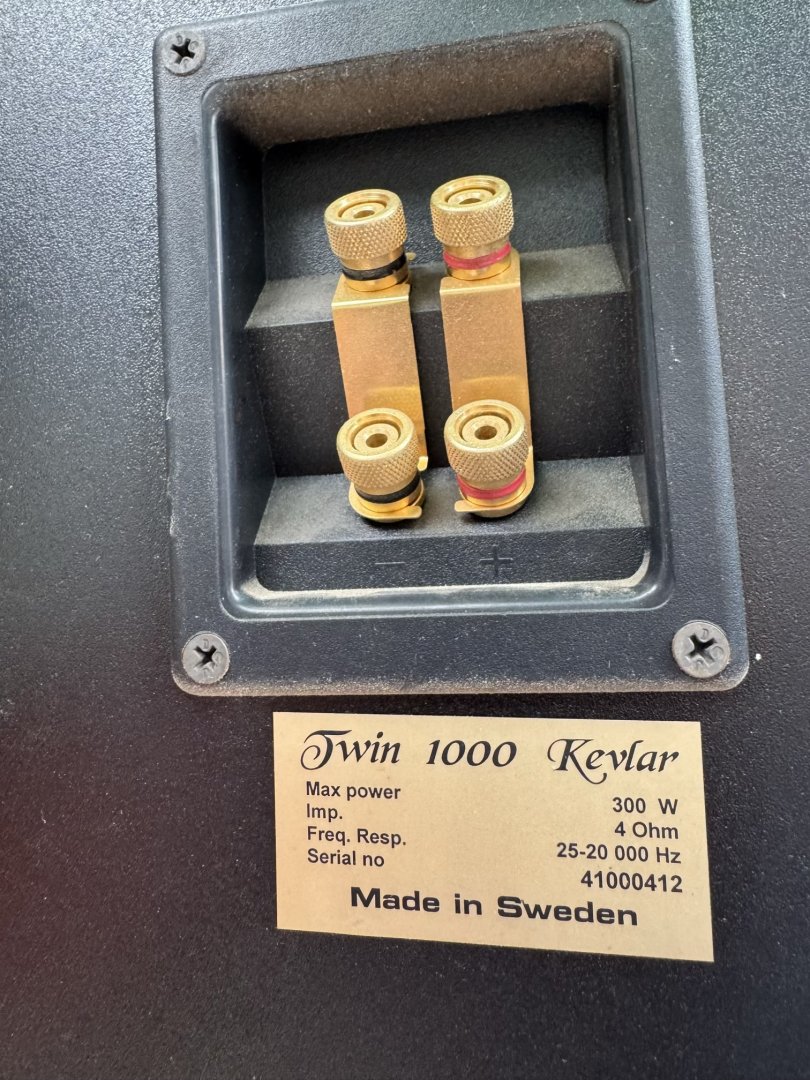 − +
Twin 1000 Kevlar
Max power 300 W
Imp. 4 Ohm
Freq. Resp. 25-20 000 Hz
Serial no 41000412
Made in Sweden